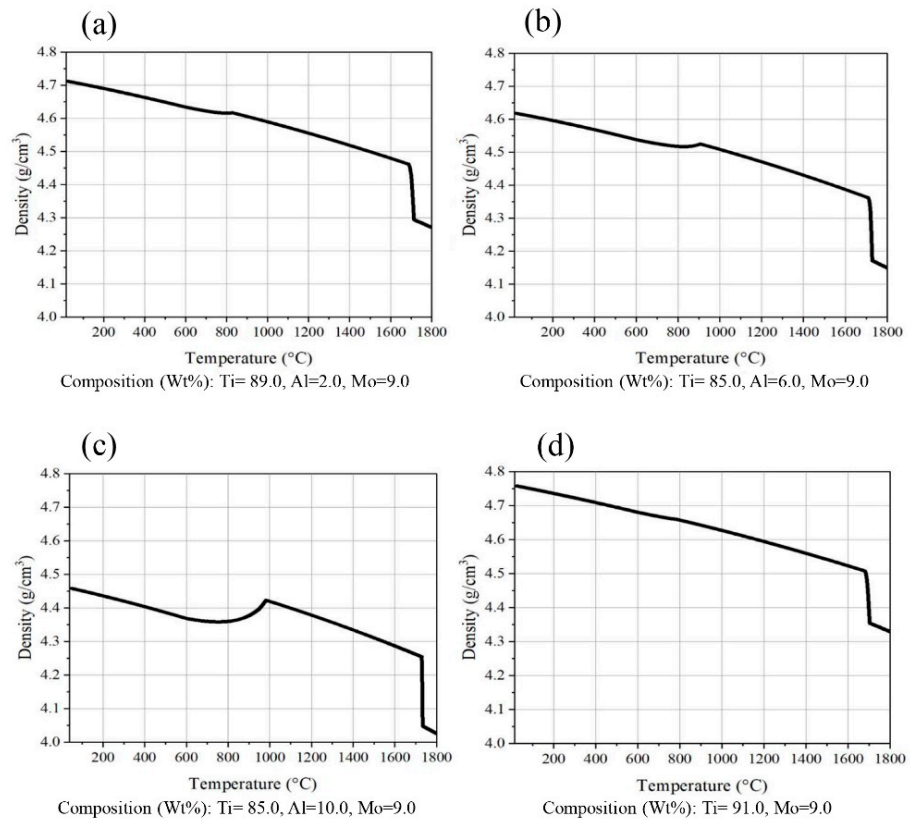 (a)
4.8
4.7
4.6
4.5
4.4
4.3
4.2
4.1
4.0
Density (g/cm³)
200 400 600 800 1000 1200 1400 1600 1800
Temperature (°C)
Composition (Wt%): Ti= 89.0, Al=2.0, Mo=9.0
(b)
4.8
4.7
4.6
4.5
4.4
4.3
4.2
4.1
4.0
Density (g/cm³)
200 400 600 800 1000 1200 1400 1600 1800
Temperature (°C)
Composition (Wt%): Ti= 85.0, Al=6.0, Mo=9.0
(c)
4.8
4.7
4.6
4.5
4.4
4.3
4.2
4.1
4.0
Density (g/cm³)
200 400 600 800 1000 1200 1400 1600 1800
Temperature (°C)
Composition (Wt%): Ti= 85.0, Al=10.0, Mo=9.0
(d)
4.8
4.7
4.6
4.5
4.4
4.3
4.2
4.1
4.0
Density (g/cm³)
200 400 600 800 1000 1200 1400 1600 1800
Temperature (°C)
Composition (Wt%): Ti= 91.0, Mo=9.0